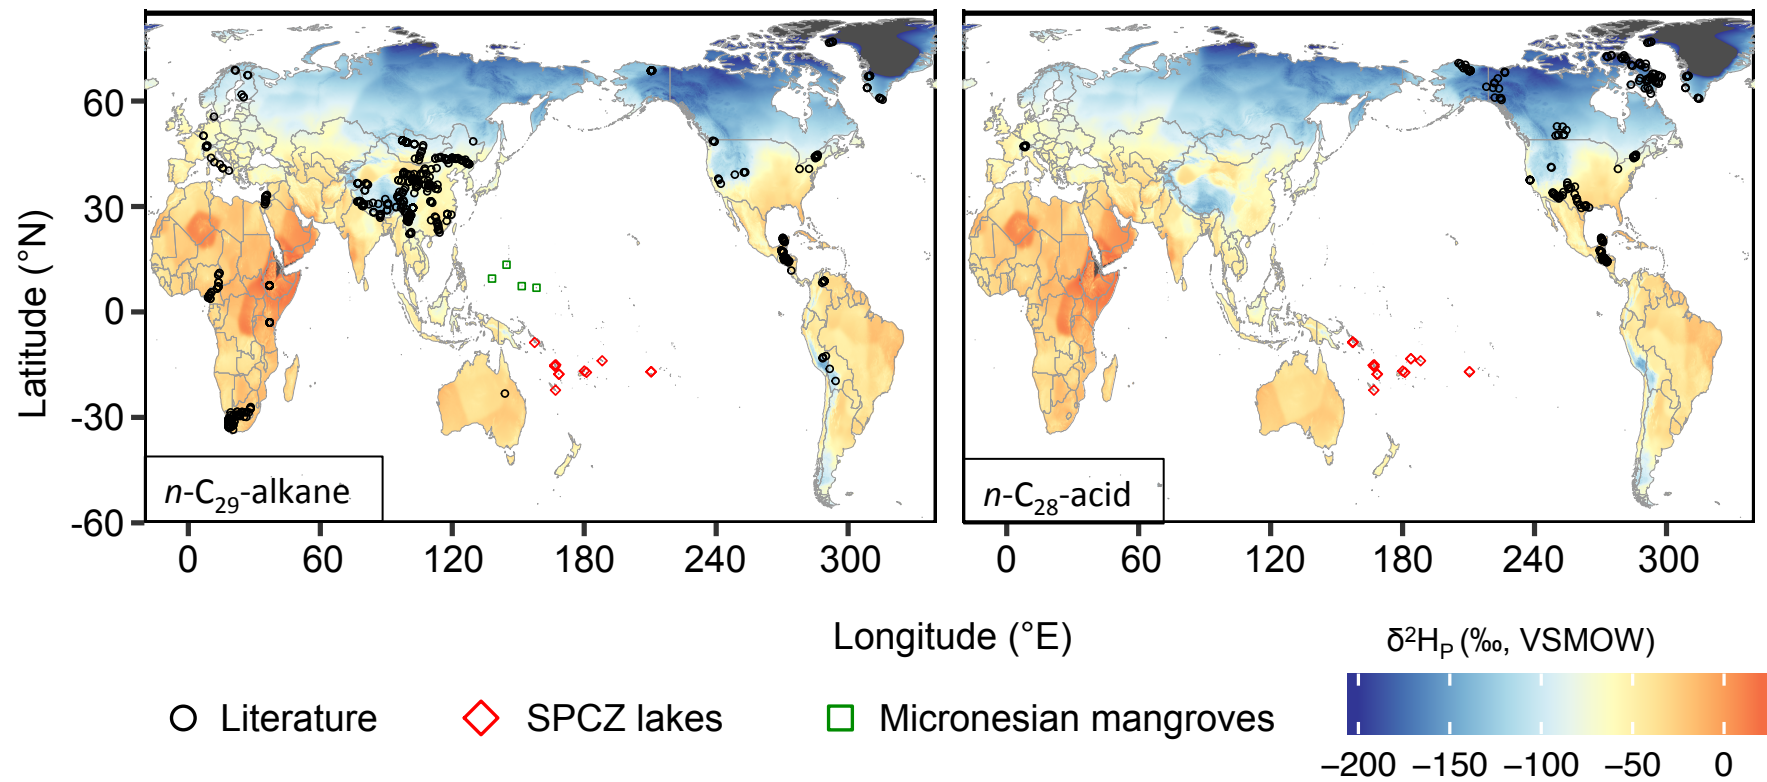 Latitude (°N)
60
30
0
-30
-60
n-C29-alkane
n-C28-acid
0 60 120 180 240 300
0 60 120 180 240 300
Longitude (°E)
δ²HP (‰, VSMOW)
Literature
SPCZ lakes
Micronesian mangroves
−200 −150 −100 −50 0